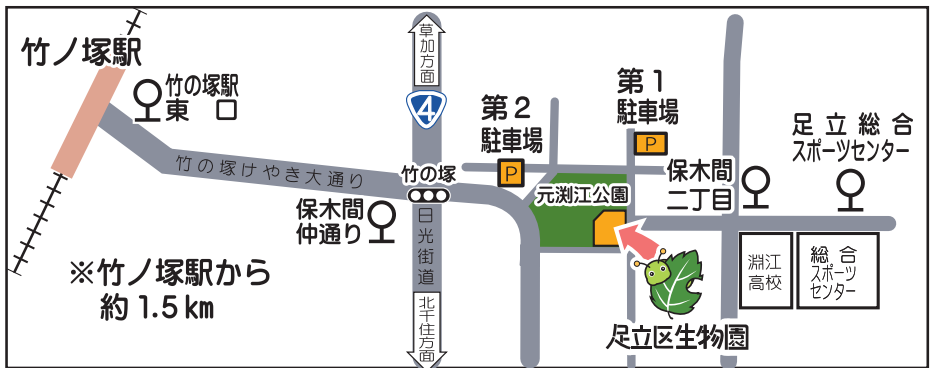 竹ノ塚駅
竹の塚駅
東口
草加方面
4
第2
駐車場
P
第1
駐車場
P
足立総合
スポーツセンター
竹の塚けやき大通り
竹の塚
元渕江公園
保木間
二丁目
保木間
仲通り
日光街道
淵江
高校
総合
スポーツ
センター
※竹ノ塚駅から
約1.5km
北千住方面
足立区生物園